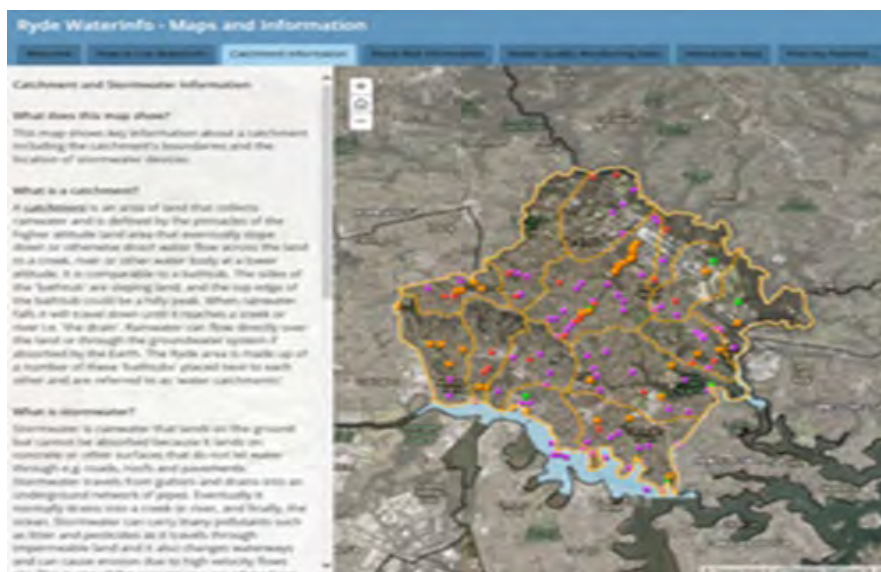 Ryde WaterInfo - Maps and Information
Welcome Catchment Information Flood Risk Information Water Quality Monitoring Interactive Map
Catchment and Stormwater Information
What does this map show?
This map shows key information about a catchment
including the catchment's boundaries and the
location of stormwater devices.
What is a catchment?
A catchment is an area of land that collects
rainwater and is defined by the pinnacles of the
higher altitude land area that eventually slope
down or otherwise direct water flow across the land
to a creek, river or other water body at a lower
altitude. It is comparable to a bathtub. The sides of
the 'bathtub' are sloping land, and the top edge of
the bathtub could be a hilly peak. When rainwater
falls it will travel down until it reaches a creek or
river i.e. 'the drain'. Rainwater can flow directly over
the land or through the groundwater system if
absorbed by the Earth. The Ryde area is made up of
a number of these 'bathtubs' placed next to each
other and are referred to as 'water catchments'.
What is stormwater?
Stormwater is rainwater that lands on the ground
but cannot be absorbed because it lands on
concrete or other surfaces that do not let water
through e.g. roads, roofs and pavements.
Stormwater travels from gutters and drains into an
underground network of pipes. Eventually it
normally drains into a creek or river, and finally, the
ocean. Stormwater can carry many pollutants such
as litter and pesticides as it travels through
impermeable land and it also changes waterways
and can cause erosion due to high velocity flows